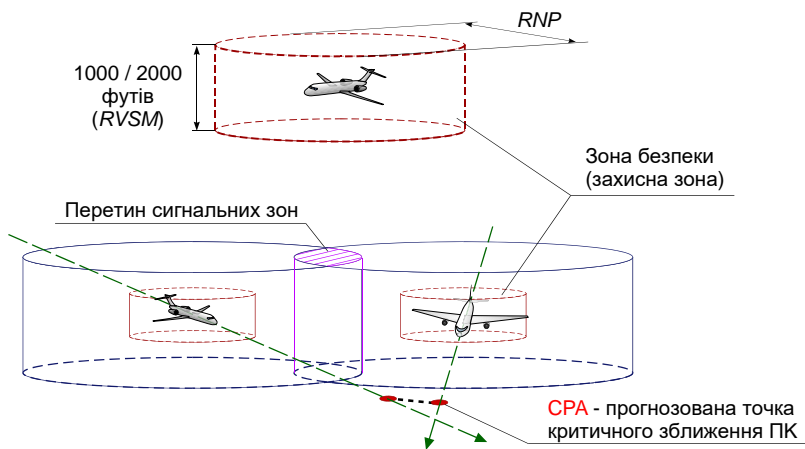 RNP
1000 / 2000
футів
(RVSM)
Зона безпеки
(захисна зона)
Перетин сигнальних зон
CPA - прогнозована точка
критичного зближення ПК